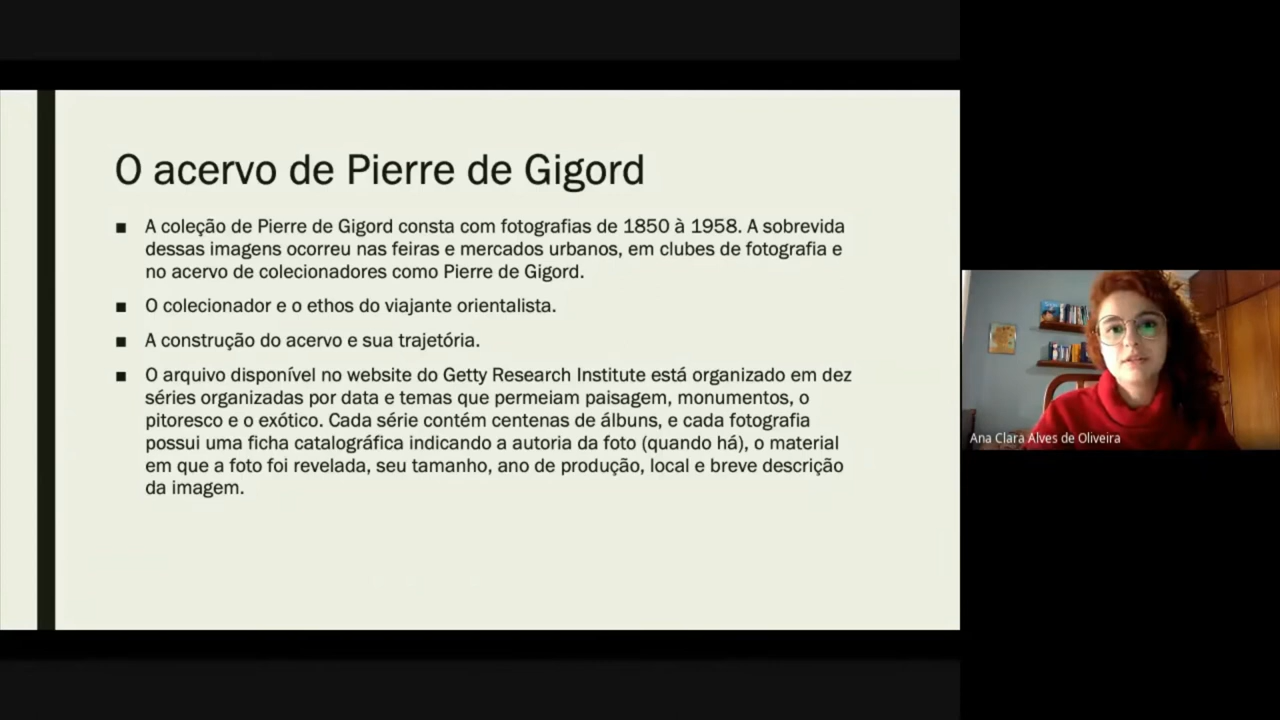 O acervo de Pierre de Gigord
▪ A coleção de Pierre de Gigord consta com fotografias de 1850 à 1958. A sobrevida
dessas imagens ocorreu nas feiras e mercados urbanos, em clubes de fotografia e
no acervo de colecionadores como Pierre de Gigord.
▪ O colecionador e o ethos do viajante orientalista.
▪ A construção do acervo e sua trajetória.
▪ O arquivo disponível no website do Getty Research Institute está organizado em dez
séries organizadas por data e temas que permeiam paisagem, monumentos, o
pitoresco e o exótico. Cada série contém centenas de álbuns, e cada fotografia
possui uma ficha catalográfica indicando a autoria da foto (quando há), o material
em que a foto foi revelada, seu tamanho, ano de produção, local e breve descrição
da imagem.
Ana Clara Alves de Oliveira